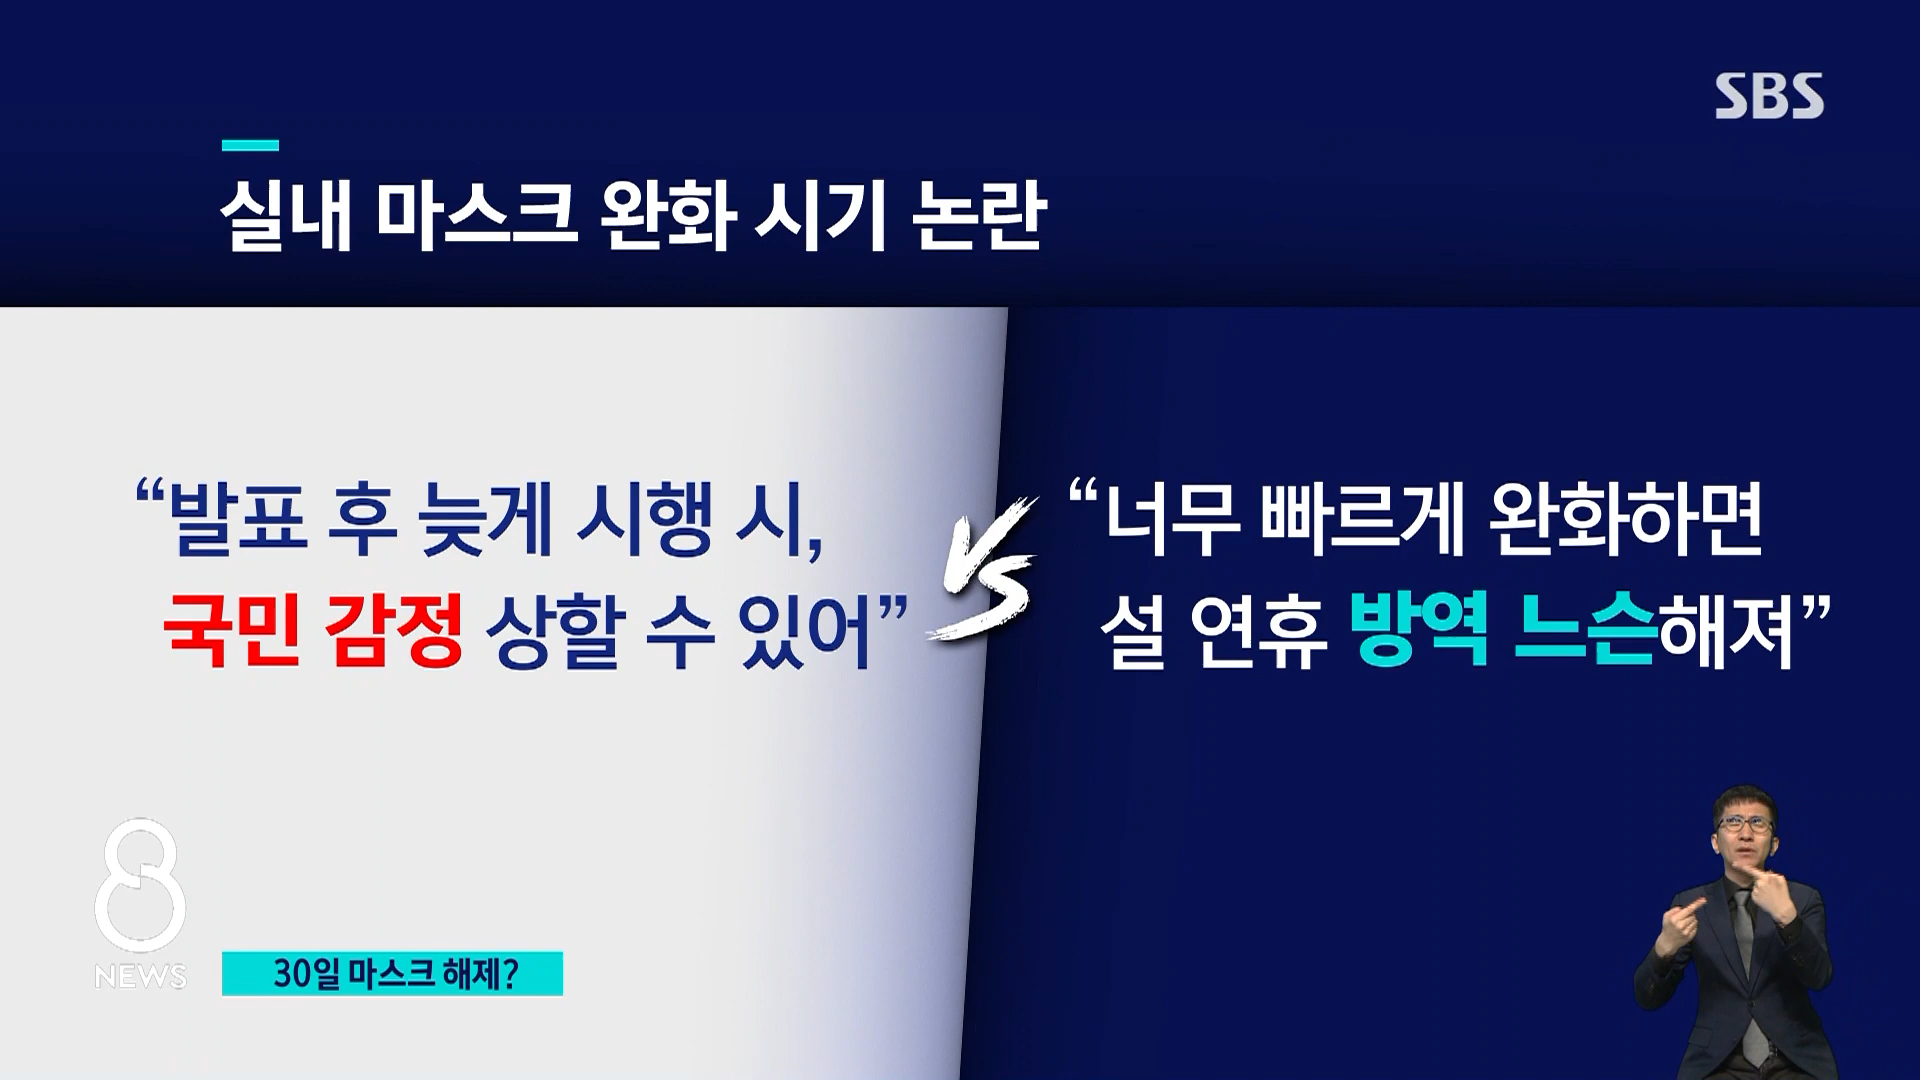 SBS
실내 마스크 완화 시기 논란
“발표 후 늦게 시행 시,
국민 감정 상할 수 있어”
VS
“너무 빠르게 완화하면
설 연휴 방역 느슨해져”
8
NEWS
30일 마스크 해제?